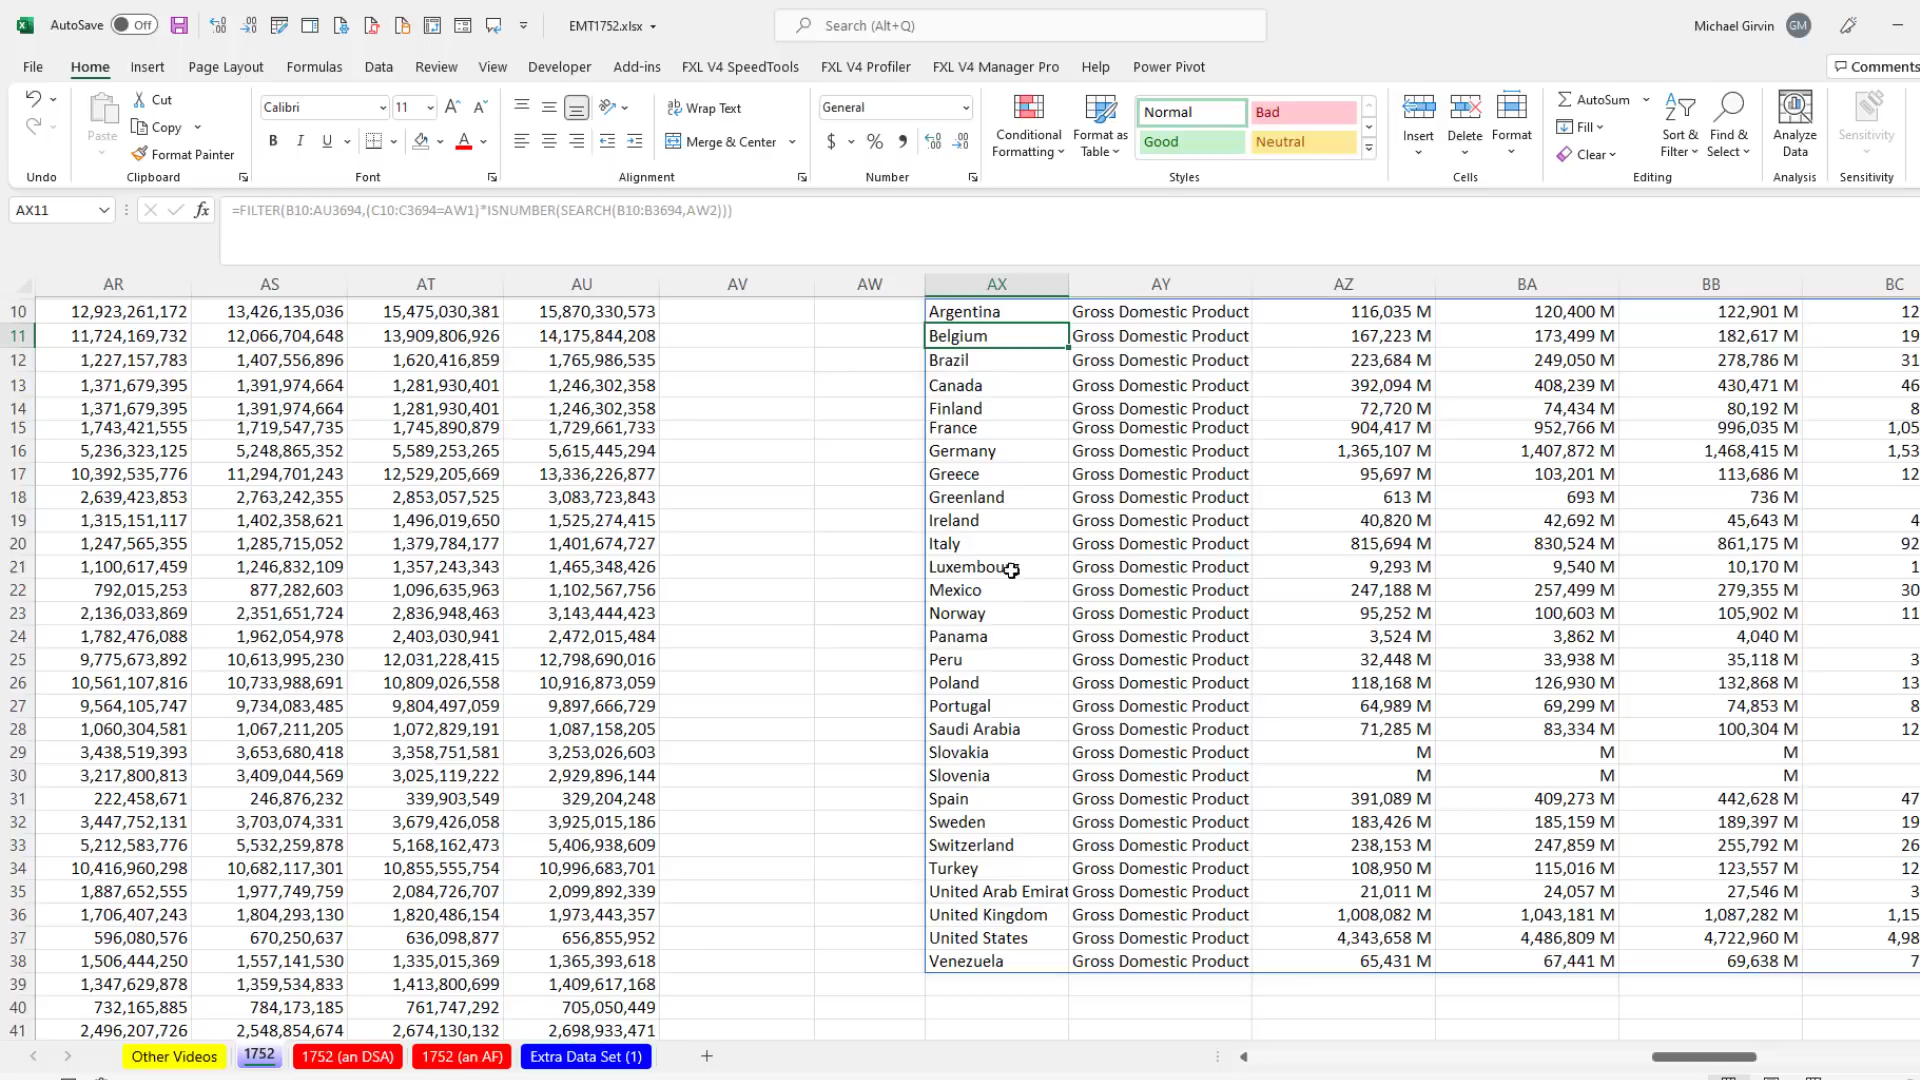 AutoSave Off EMT1752.xlsx Search (Alt+Q) Michael Girvin GM
File Home Insert Page Layout Formulas Data Review View Developer Add-ins FXL V4 SpeedTools FXL V4 Profiler FXL V4 Manager Pro Help Power Pivot Comments
Cut Calibri 11 Wrap Text General Normal Bad AutoSum
Paste Copy Merge & Center Conditional Formatting Format as Table Good Neutral Insert Delete Format Fill Sort & Filter Find & Select Analyze Data Sensitivity
Format Painter B I U A $ % Clear
Undo Clipboard Font Alignment Number Styles Cells Editing Analysis Sensitivity
AX11 fx =FILTER(B10:AU3694,(C10:C3694=AW1)*ISNUMBER(SEARCH(B10:B3694,AW2)))
AR AS AT AU AV AW AX AY AZ BA BB BC
10 12,923,261,172 13,426,135,036 15,475,030,381 15,870,330,573 Argentina Gross Domestic Product 116,035 M 120,400 M 122,901 M 12
11 11,724,169,732 12,066,704,648 13,909,806,926 14,175,844,208 Belgium Gross Domestic Product 167,223 M 173,499 M 182,617 M 19
12 1,227,157,783 1,407,556,896 1,620,416,859 1,765,986,535 Brazil Gross Domestic Product 223,684 M 249,050 M 278,786 M 31
13 1,371,679,395 1,391,974,664 1,281,930,401 1,246,302,358 Canada Gross Domestic Product 392,094 M 408,239 M 430,471 M 46
14 1,371,679,395 1,391,974,664 1,281,930,401 1,246,302,358 Finland Gross Domestic Product 72,720 M 74,434 M 80,192 M 8
15 1,743,421,555 1,719,547,735 1,745,890,879 1,729,661,733 France Gross Domestic Product 904,417 M 952,766 M 996,035 M 1,05
16 5,236,323,125 5,248,865,352 5,589,253,265 5,615,445,294 Germany Gross Domestic Product 1,365,107 M 1,407,872 M 1,468,415 M 1,53
17 10,392,535,776 11,294,701,243 12,529,205,669 13,336,226,877 Greece Gross Domestic Product 95,697 M 103,201 M 113,686 M 12
18 2,639,423,853 2,763,242,355 2,853,057,525 3,083,723,843 Greenland Gross Domestic Product 613 M 693 M 736 M
19 1,315,151,117 1,402,358,621 1,496,019,650 1,525,274,415 Ireland Gross Domestic Product 40,820 M 42,692 M 45,643 M 4
20 1,247,565,355 1,285,715,052 1,379,784,177 1,401,674,727 Italy Gross Domestic Product 815,694 M 830,524 M 861,175 M 92
21 1,100,617,459 1,246,832,109 1,357,243,343 1,465,348,426 Luxembourg Gross Domestic Product 9,293 M 9,540 M 10,170 M 1
22 792,015,253 877,282,603 1,096,635,963 1,102,567,756 Mexico Gross Domestic Product 247,188 M 257,499 M 279,355 M 30
23 2,136,033,869 2,351,651,724 2,836,948,463 3,143,444,423 Norway Gross Domestic Product 95,252 M 100,603 M 105,902 M 11
24 1,782,476,088 1,962,054,978 2,403,030,941 2,472,015,484 Panama Gross Domestic Product 3,524 M 3,862 M 4,040 M
25 9,775,673,892 10,613,995,230 12,031,228,415 12,798,690,016 Peru Gross Domestic Product 32,448 M 33,938 M 35,118 M 3
26 10,561,107,816 10,733,988,691 10,809,026,558 10,916,873,059 Poland Gross Domestic Product 118,168 M 126,930 M 132,868 M 13
27 9,564,105,747 9,734,083,485 9,804,497,059 9,897,666,729 Portugal Gross Domestic Product 64,989 M 69,299 M 74,853 M 8
28 1,060,304,581 1,067,211,205 1,072,829,191 1,087,158,205 Saudi Arabia Gross Domestic Product 71,285 M 83,334 M 100,304 M 12
29 3,438,519,393 3,653,680,418 3,358,751,581 3,253,026,603 Slovakia Gross Domestic Product M M M
30 3,217,800,813 3,409,044,569 3,025,119,222 2,929,896,144 Slovenia Gross Domestic Product M M M
31 222,458,671 246,876,232 339,903,549 329,204,248 Spain Gross Domestic Product 391,089 M 409,273 M 442,628 M 47
32 3,447,752,131 3,703,074,331 3,679,426,058 3,925,015,186 Sweden Gross Domestic Product 183,426 M 185,159 M 189,397 M 19
33 5,212,583,776 5,532,259,878 5,168,162,473 5,406,938,609 Switzerland Gross Domestic Product 238,153 M 247,859 M 255,792 M 26
34 10,416,960,298 10,682,117,301 10,855,555,754 10,996,683,701 Turkey Gross Domestic Product 108,950 M 115,016 M 123,557 M 12
35 1,887,652,555 1,977,749,759 2,084,726,707 2,099,892,339 United Arab Emirat Gross Domestic Product 21,011 M 24,057 M 27,546 M 3
36 1,706,407,243 1,804,293,130 1,820,486,154 1,973,443,357 United Kingdom Gross Domestic Product 1,008,082 M 1,043,181 M 1,087,282 M 1,15
37 596,080,576 670,250,637 636,098,877 656,855,952 United States Gross Domestic Product 4,343,658 M 4,486,809 M 4,722,960 M 4,98
38 1,506,444,250 1,557,141,530 1,335,015,369 1,365,393,618 Venezuela Gross Domestic Product 65,431 M 67,441 M 69,638 M 7
39 1,347,629,878 1,359,534,833 1,413,800,699 1,409,617,168
40 732,165,885 784,173,185 761,747,292 705,050,449
41 2,496,207,726 2,548,854,674 2,674,130,132 2,698,933,471
Other Videos 1752 1752 (an DSA) 1752 (an AF) Extra Data Set (1)